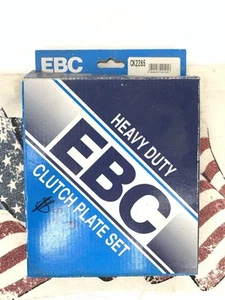 EBC
CK2285
HEAVY DUTY
EBC
CLUTCH PLATE SET